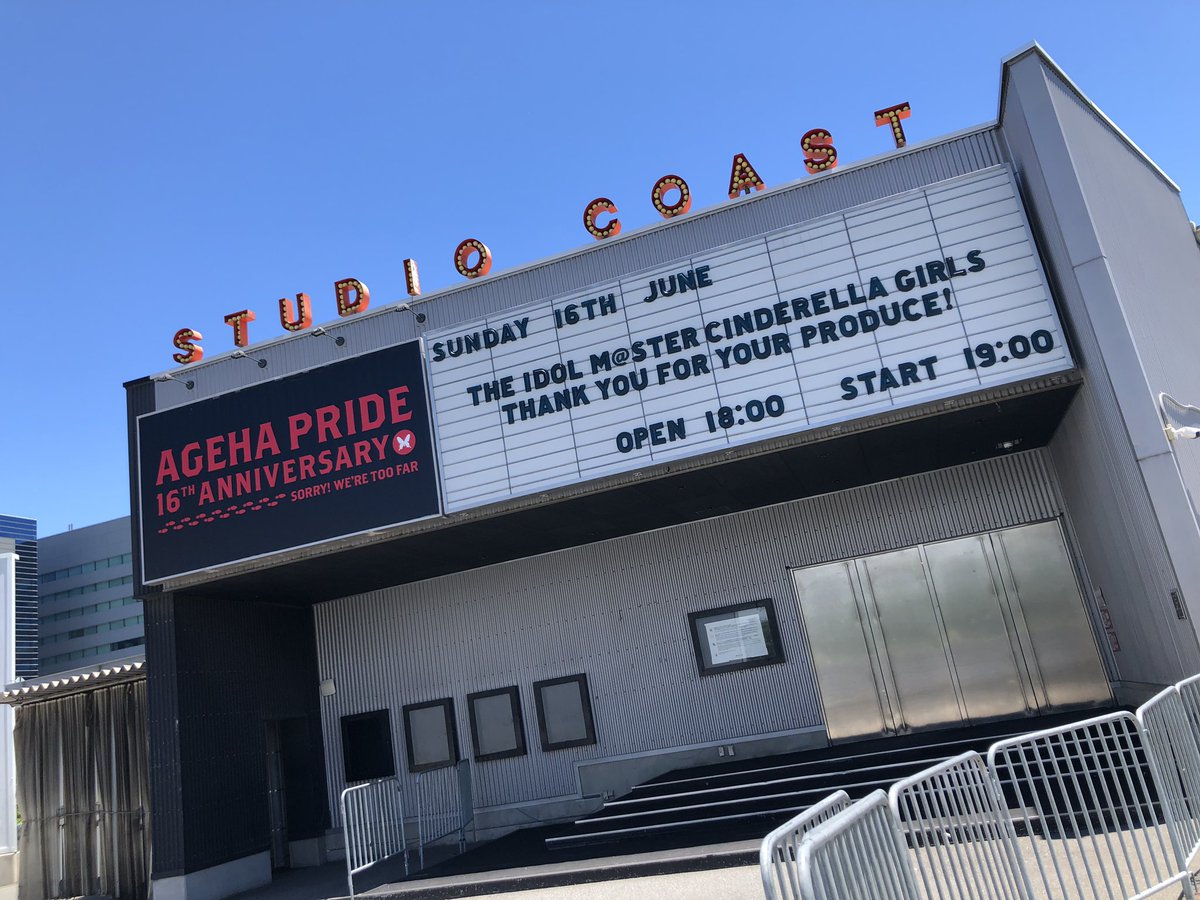 STUDIO COAST
AGEHA PRIDE
16TH ANNIVERSARY
SORRY! WE'RE TOO FAR
SUNDAY 16TH JUNE
THE IDOL M@STER CINDERELLA GIRLS
THANK YOU FOR YOUR PRODUCE!
OPEN 18:00 START 19:00